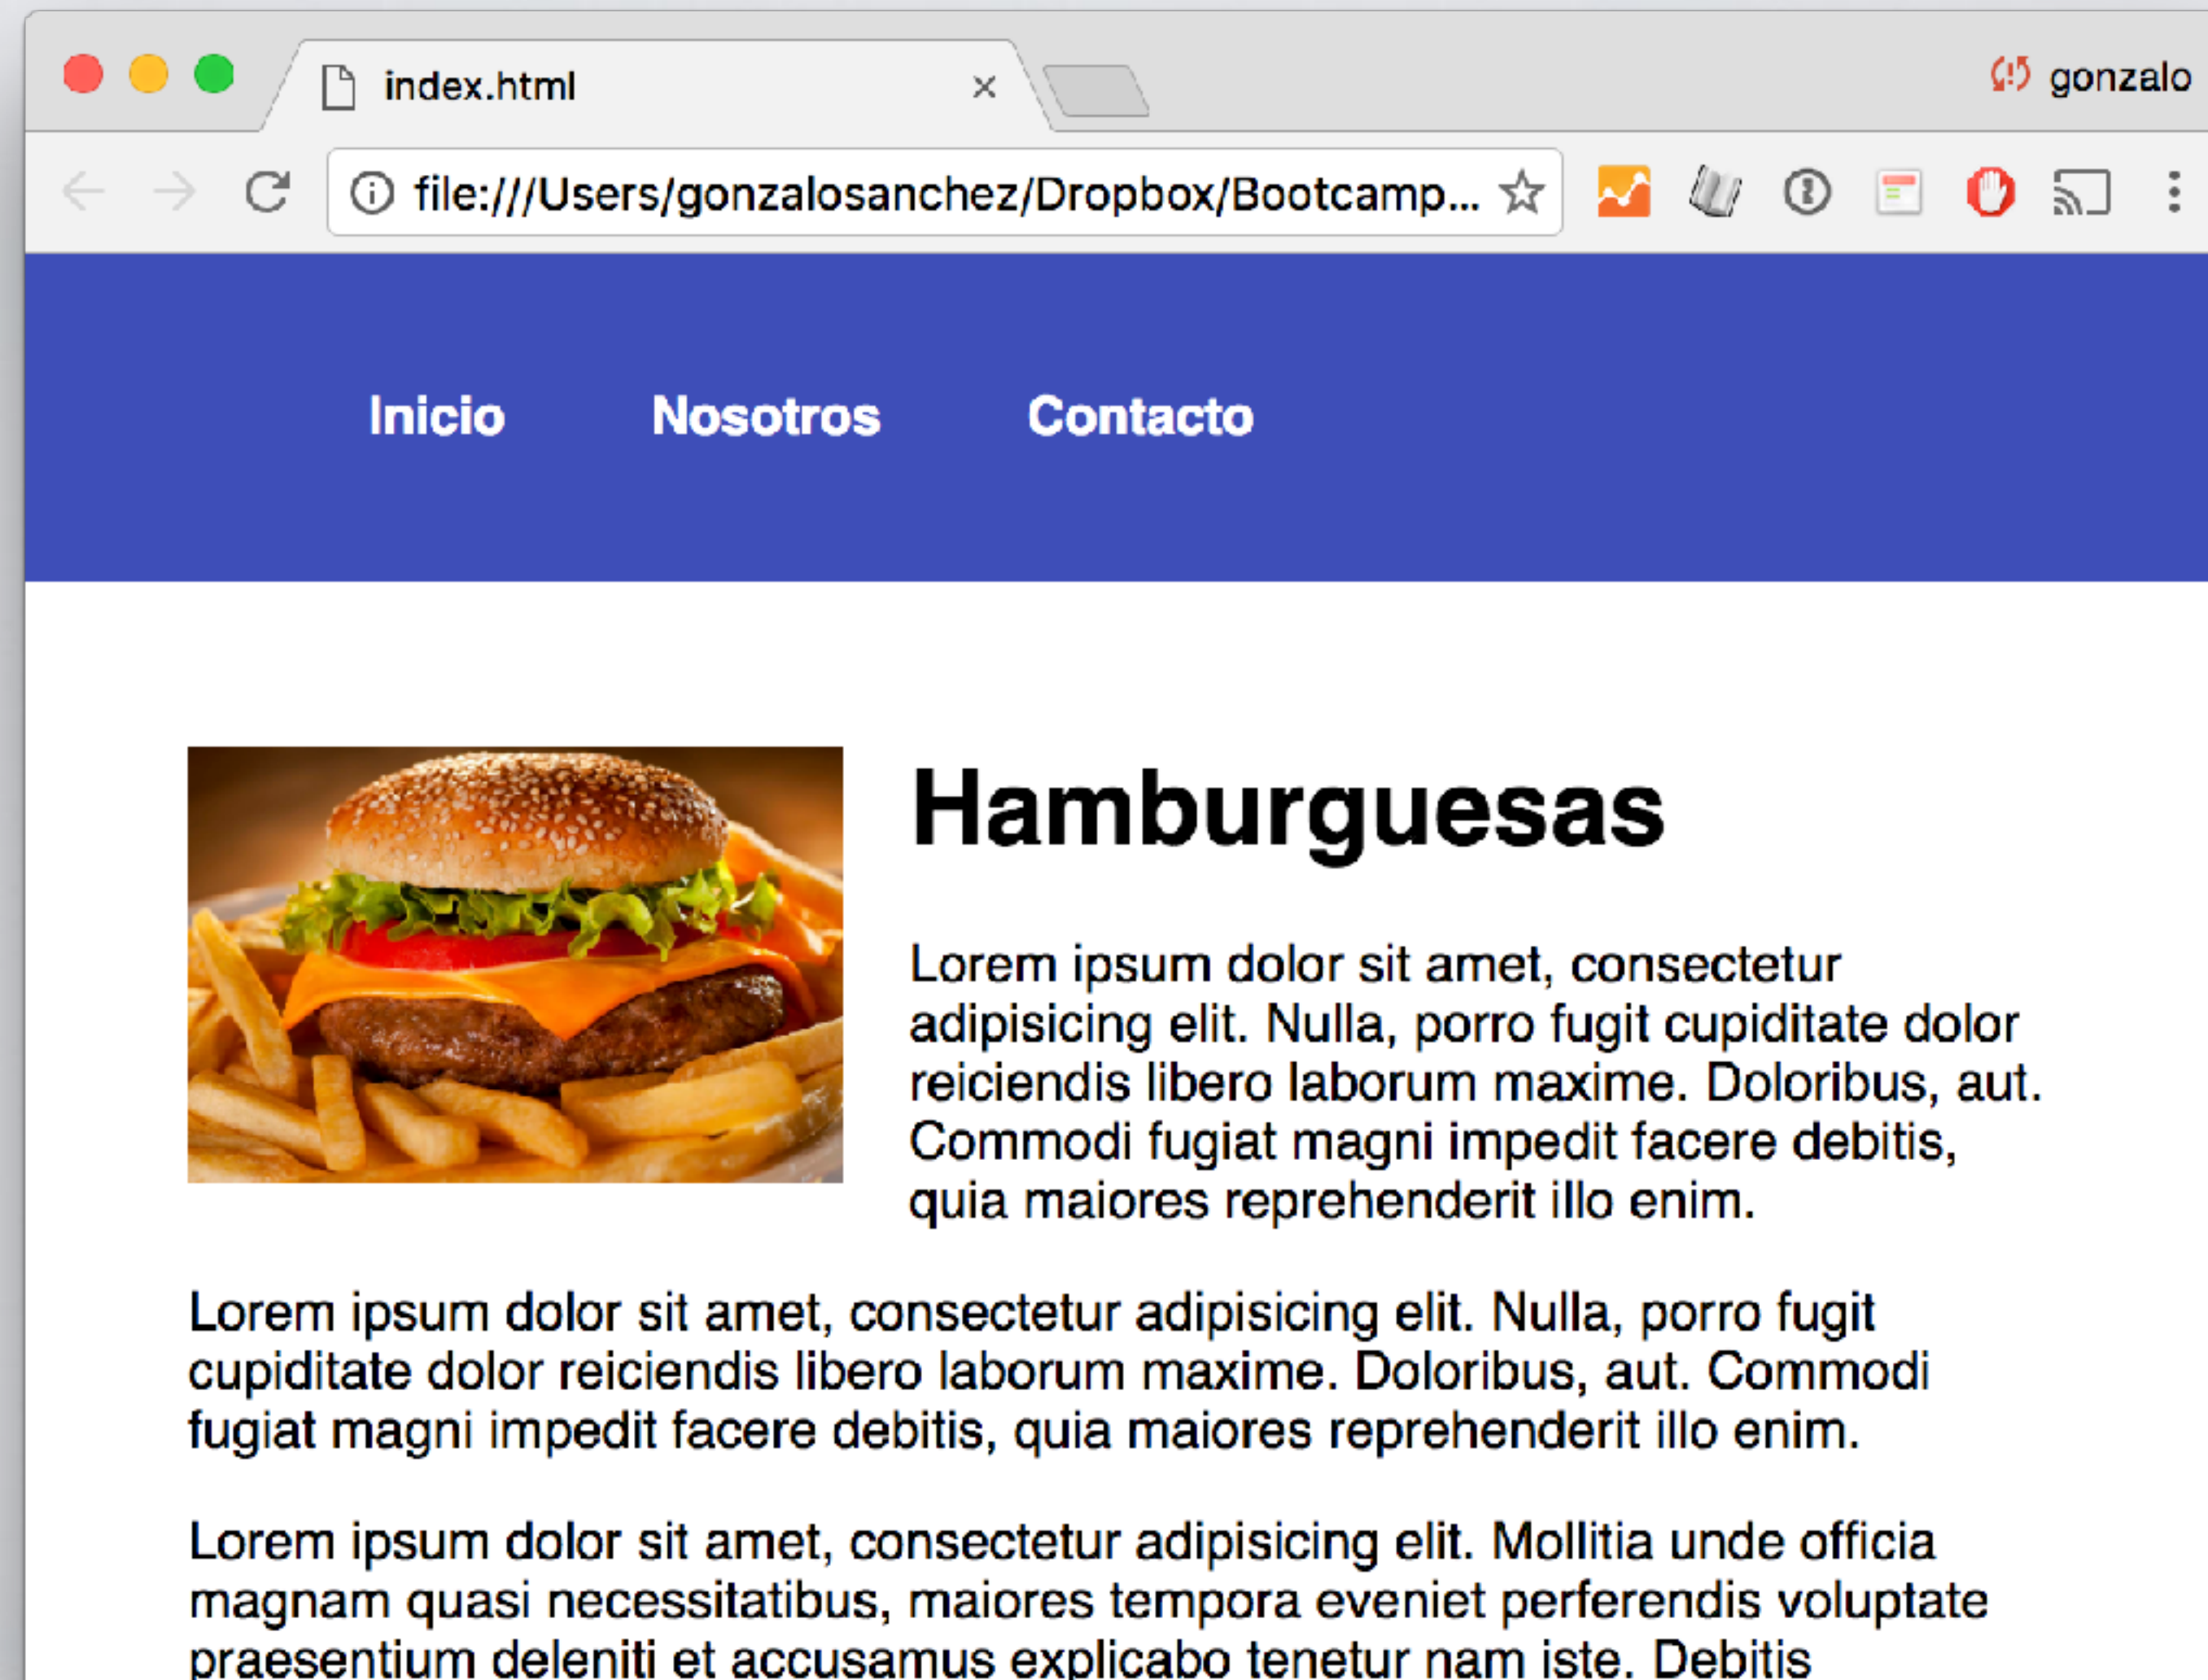 index.html
gonzalo
file:///Users/gonzalosanchez/Dropbox/Bootcamp...
Inicio Nosotros Contacto
Hamburguesas
Lorem ipsum dolor sit amet, consectetur
adipisicing elit. Nulla, porro fugit cupiditate dolor
reiciendis libero laborum maxime. Doloribus, aut.
Commodi fugiat magni impedit facere debitis,
quia maiores reprehenderit illo enim.
Lorem ipsum dolor sit amet, consectetur adipisicing elit. Nulla, porro fugit
cupiditate dolor reiciendis libero laborum maxime. Doloribus, aut. Commodi
fugiat magni impedit facere debitis, quia maiores reprehenderit illo enim.
Lorem ipsum dolor sit amet, consectetur adipisicing elit. Mollitia unde officia
magnam quasi necessitatibus, maiores tempora eveniet perferendis voluptate
praesentium deleniti et accusamus explicabo tenetur nam iste. Debitis